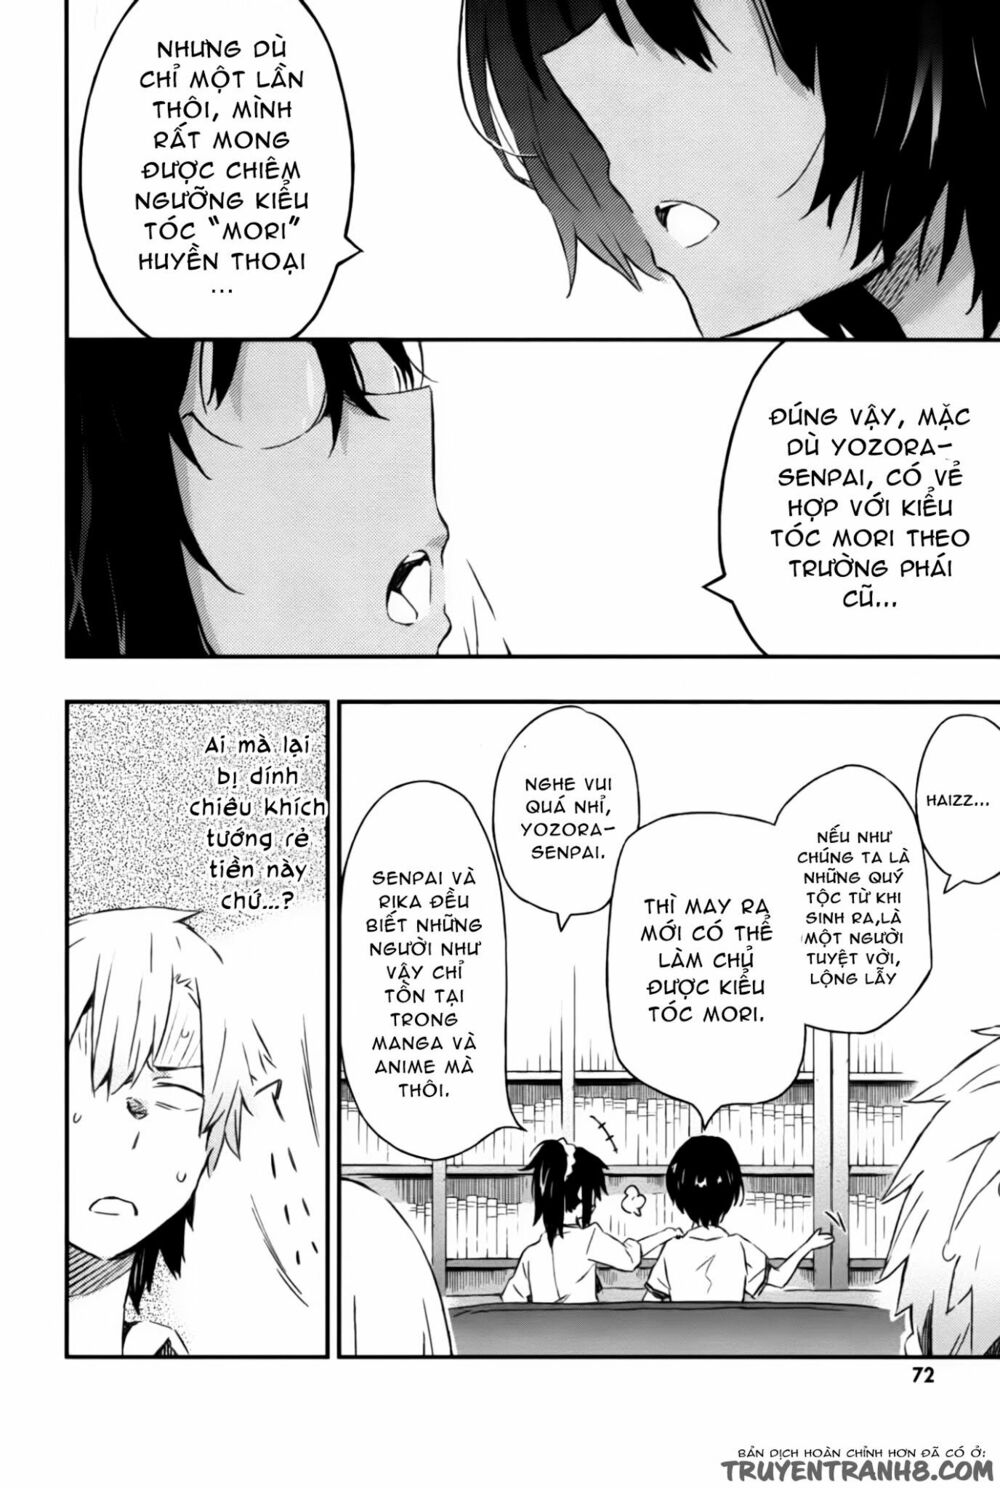 NHƯNG DÙ
CHỈ MỘT LẦN
THÔI, MÌNH
RẤT MONG
ĐƯỢC CHIÊM
NGƯỠNG KIỂU
TÓC "MORI"
HUYỀN THOẠI
...
ĐÚNG VẬY, MẶC
DÙ YOZORA-
SENPAI, CÓ VẺ
HỢP VỚI KIỂU
TÓC MORI THEO
TRƯỜNG PHÁI
CŨ...
HAIZZ...
NẾU NHƯ
CHÚNG TA LÀ
NHỮNG QUÝ
TỘC TỪ KHI
SINH RA,LÀ
MỘT NGƯỜI
TUYỆT VỜI,
LỘNG LẪY
THÌ MAY RA
MỚI CÓ THỂ
LÀM CHỦ
ĐƯỢC KIỂU
TÓC MORI.
NGHE VUI
QUÁ NHỈ,
YOZORA-
SENPAI.
SENPAI VÀ
RIKA ĐỀU
BIẾT NHỮNG
NGƯỜI NHƯ
VẬY CHỈ
TỒN TẠI
TRONG
MANGA VÀ
ANIME MÀ
THÔI.
Ai mà lại
bị dính
chiêu khích
tướng rẻ
tiền này
chứ...?
72
BẢN DỊCH HOÀN CHỈNH HƠN ĐÃ CÓ Ở:
TRUYENTRANH8.COM